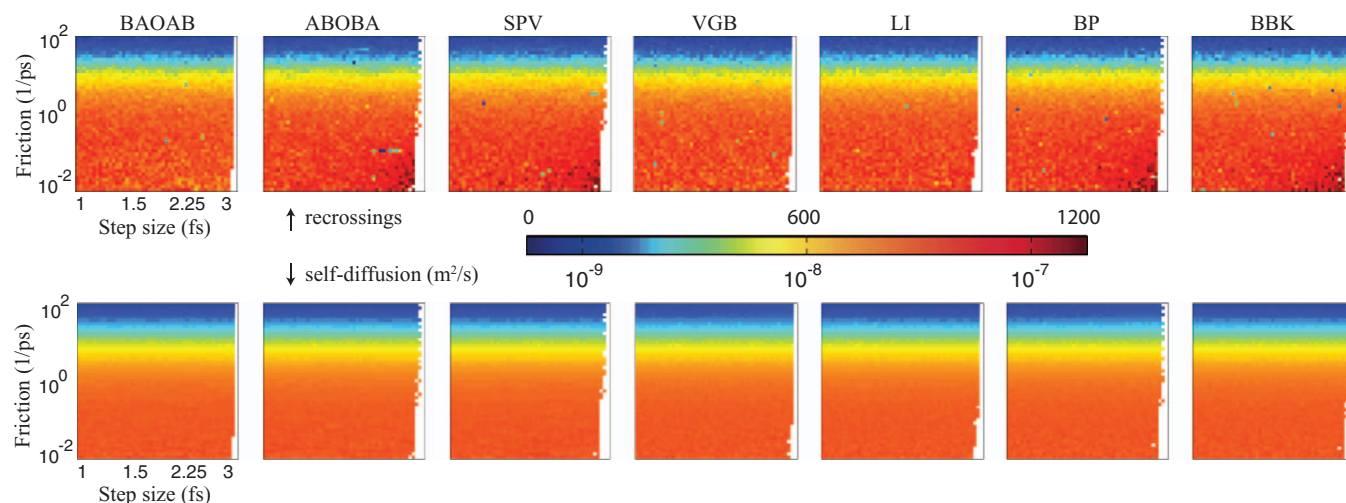 BAOAB ABOBA SPV VGB LI BP BBK
Friction (1/ps)
10^2
10^0
10^-2
1 1.5 2.25 3
Step size (fs)
↑ recrossings
0 600 1200
10^-9 10^-8 10^-7
↓ self-diffusion (m^2/s)
Friction (1/ps)
10^2
10^0
10^-2
1 1.5 2.25 3
Step size (fs)